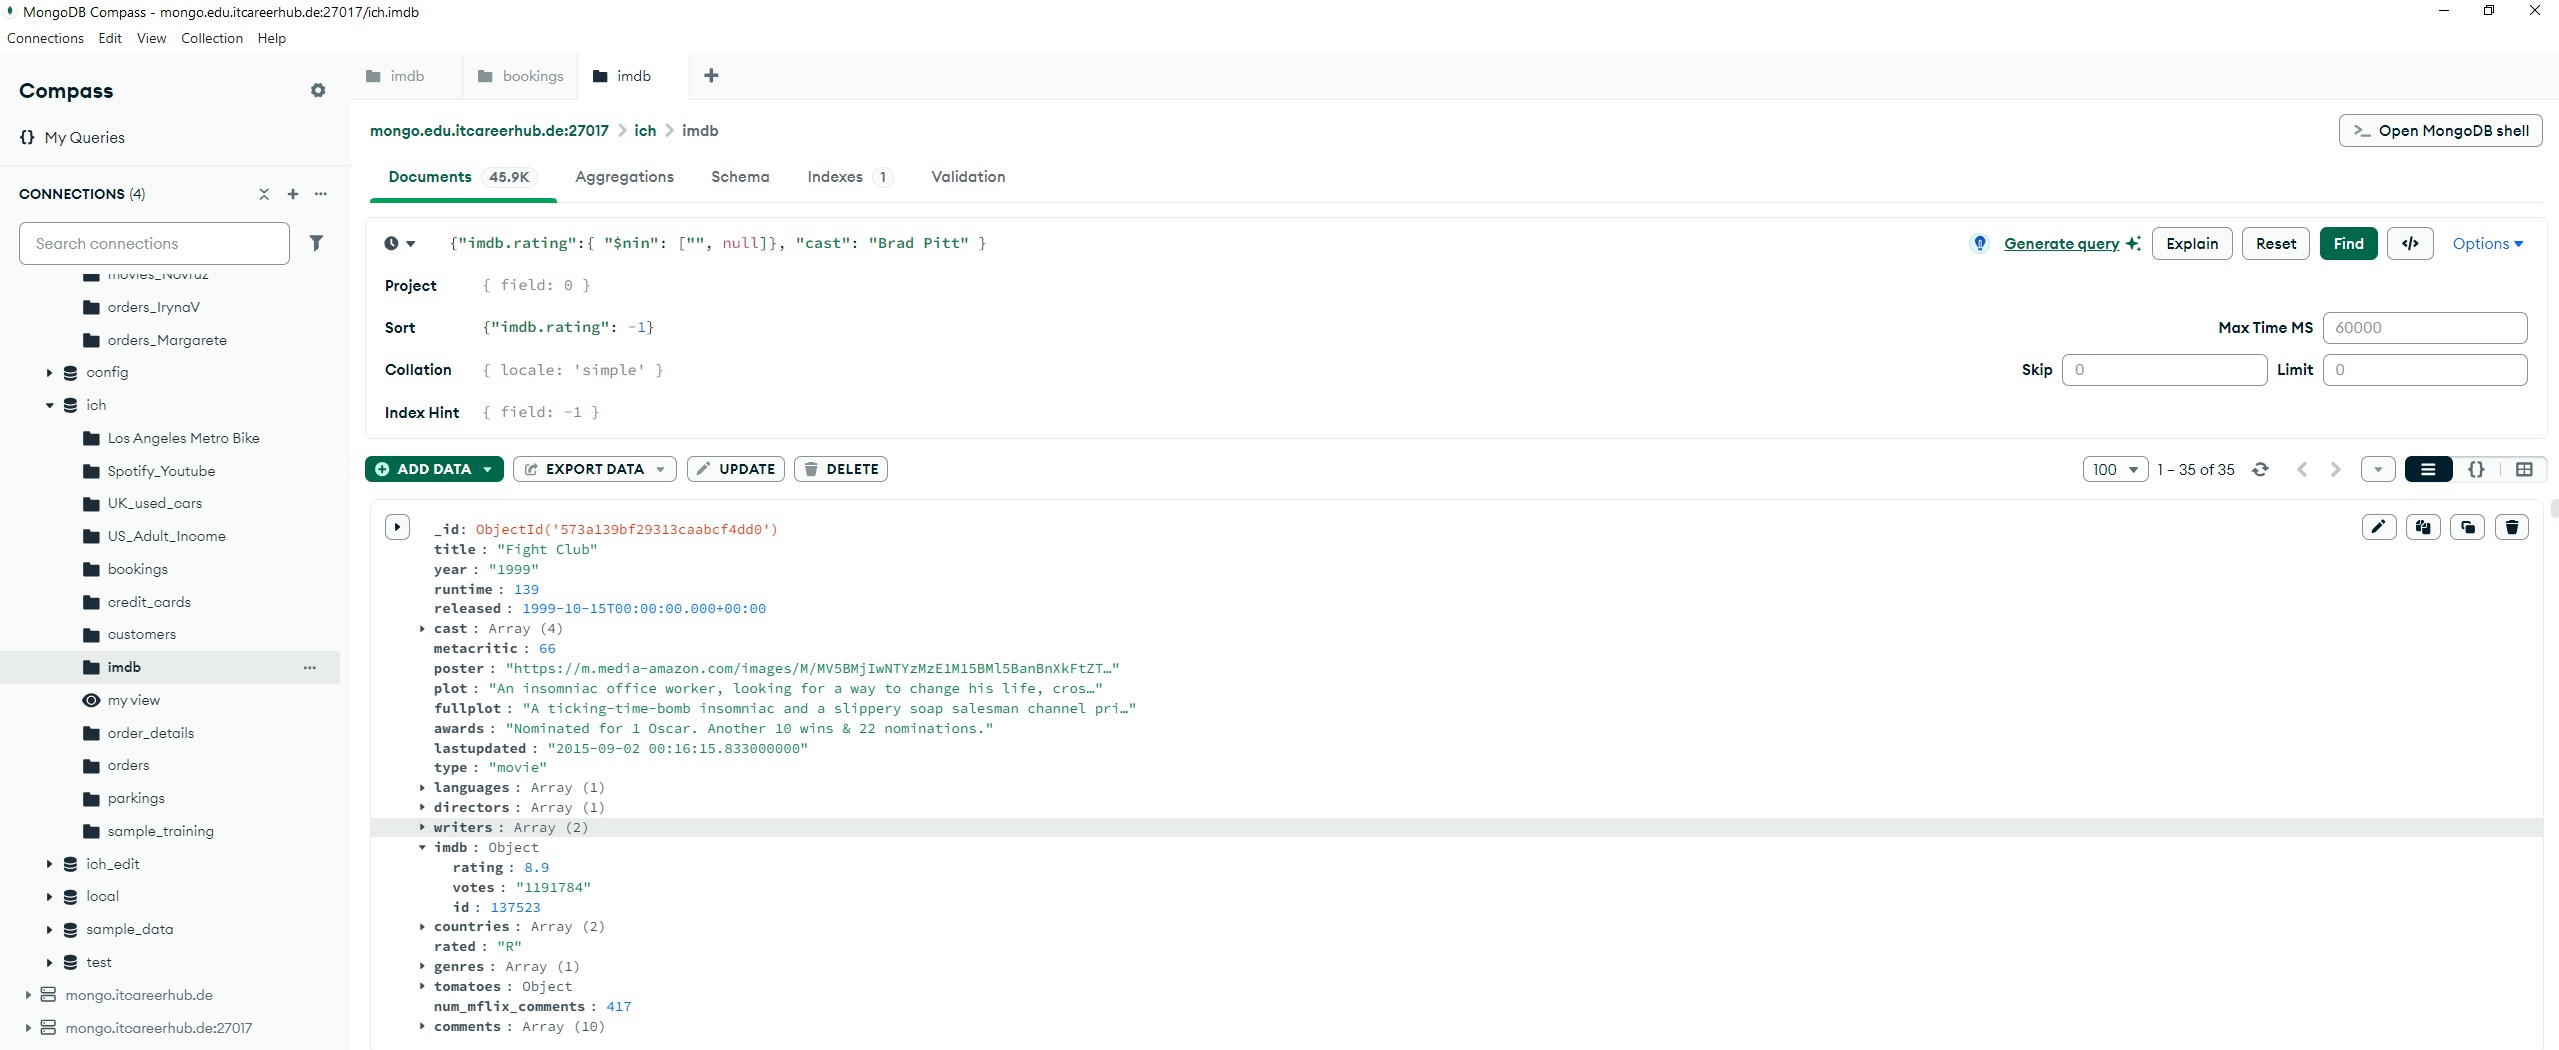 MongoDB Compass - mongo.edu.itcareerhub.de:27017/ich.imdb
Connections Edit View Collection Help
Compass
My Queries
CONNECTIONS (4)
Search connections
movies_Novruz
orders_IrynaV
orders_Margarete
config
ich
Los Angeles Metro Bike
Spotify_Youtube
UK_used_cars
US_Adult_Income
bookings
credit_cards
customers
imdb
my view
order_details
orders
parkings
sample_training
ich_edit
local
sample_data
test
mongo.itcareerhub.de
mongo.itcareerhub.de:27017
imdb bookings imdb
mongo.edu.itcareerhub.de:27017 > ich > imdb
Open MongoDB shell
Documents 45.9K Aggregations Schema Indexes 1 Validation
{"imdb.rating":{ "$nin": ["", null]}, "cast": "Brad Pitt" }
Generate query Explain Reset Find </> Options
Project { field: 0 }
Sort {"imdb.rating": -1}
Max Time MS 60000
Collation { locale: 'simple' }
Skip 0 Limit 0
Index Hint { field: -1 }
ADD DATA EXPORT DATA UPDATE DELETE
100 1 – 35 of 35
_id: ObjectId('573a139bf29313caabcf4dd0')
title : "Fight Club"
year : "1999"
runtime : 139
released : 1999-10-15T00:00:00.000+00:00
cast : Array (4)
metacritic : 66
poster : "https://m.media-amazon.com/images/M/MV5BMjIwNTYzMzE1M15BMl5BanBnXkFtZT…"
plot : "An insomniac office worker, looking for a way to change his life, cros…"
fullplot : "A ticking-time-bomb insomniac and a slippery soap salesman channel pri…"
awards : "Nominated for 1 Oscar. Another 10 wins & 22 nominations."
lastupdated : "2015-09-02 00:16:15.833000000"
type : "movie"
languages : Array (1)
directors : Array (1)
writers : Array (2)
imdb : Object
rating : 8.9
votes : "1191784"
id : 137523
countries : Array (2)
rated : "R"
genres : Array (1)
tomatoes : Object
num_mflix_comments : 417
comments : Array (10)